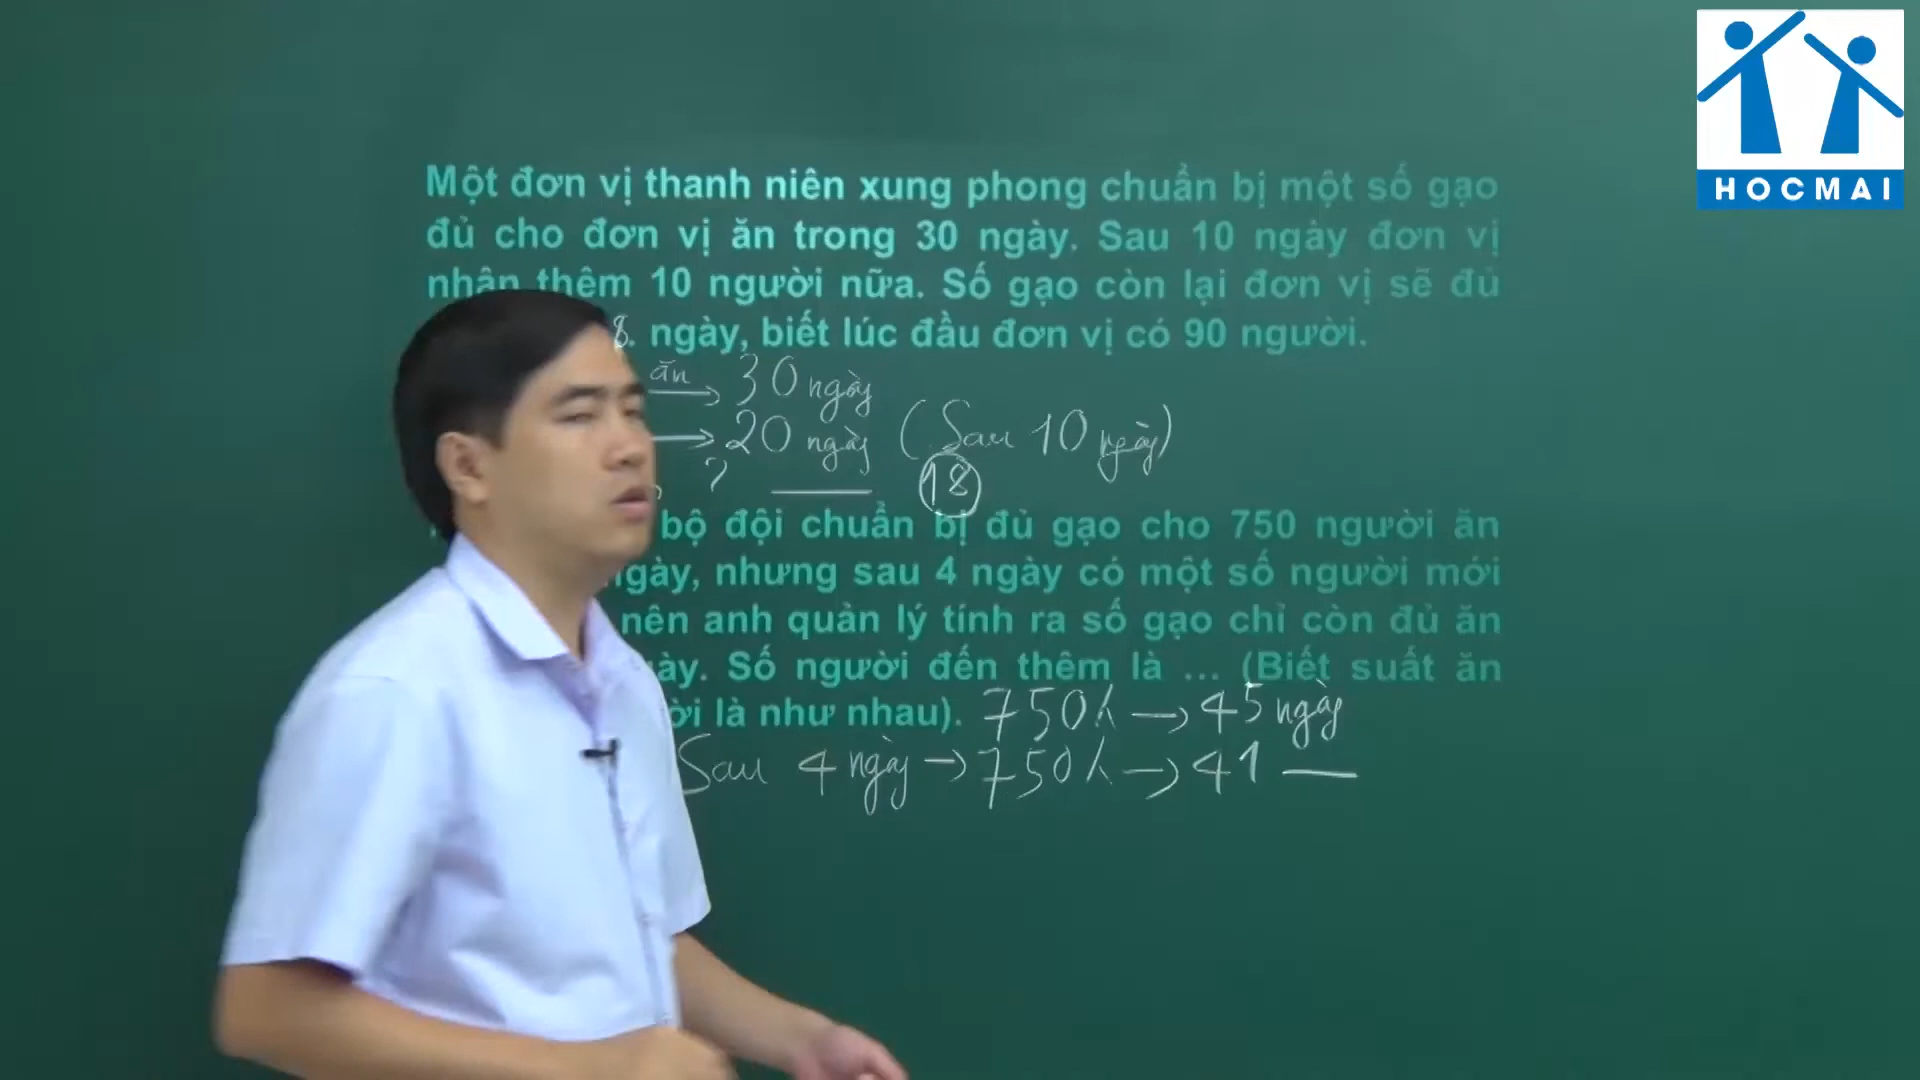 HOCMAI
Một đơn vị thanh niên xung phong chuẩn bị một số gạo
đủ cho đơn vị ăn trong 30 ngày. Sau 10 ngày đơn vị
nhận thêm 10 người nữa. Số gạo còn lại đơn vị sẽ đủ
8. ngày, biết lúc đầu đơn vị có 90 người.
ăn → 30 ngày
→ 20 ngày (Sau 10 ngày)
? 18
bộ đội chuẩn bị đủ gạo cho 750 người ăn
ngày, nhưng sau 4 ngày có một số người mới
nên anh quản lý tính ra số gạo chỉ còn đủ ăn
Số người đến thêm là ... (Biết suất ăn
là như nhau). 750 → 45 ngày
Sau 4 ngày → 750 → 41